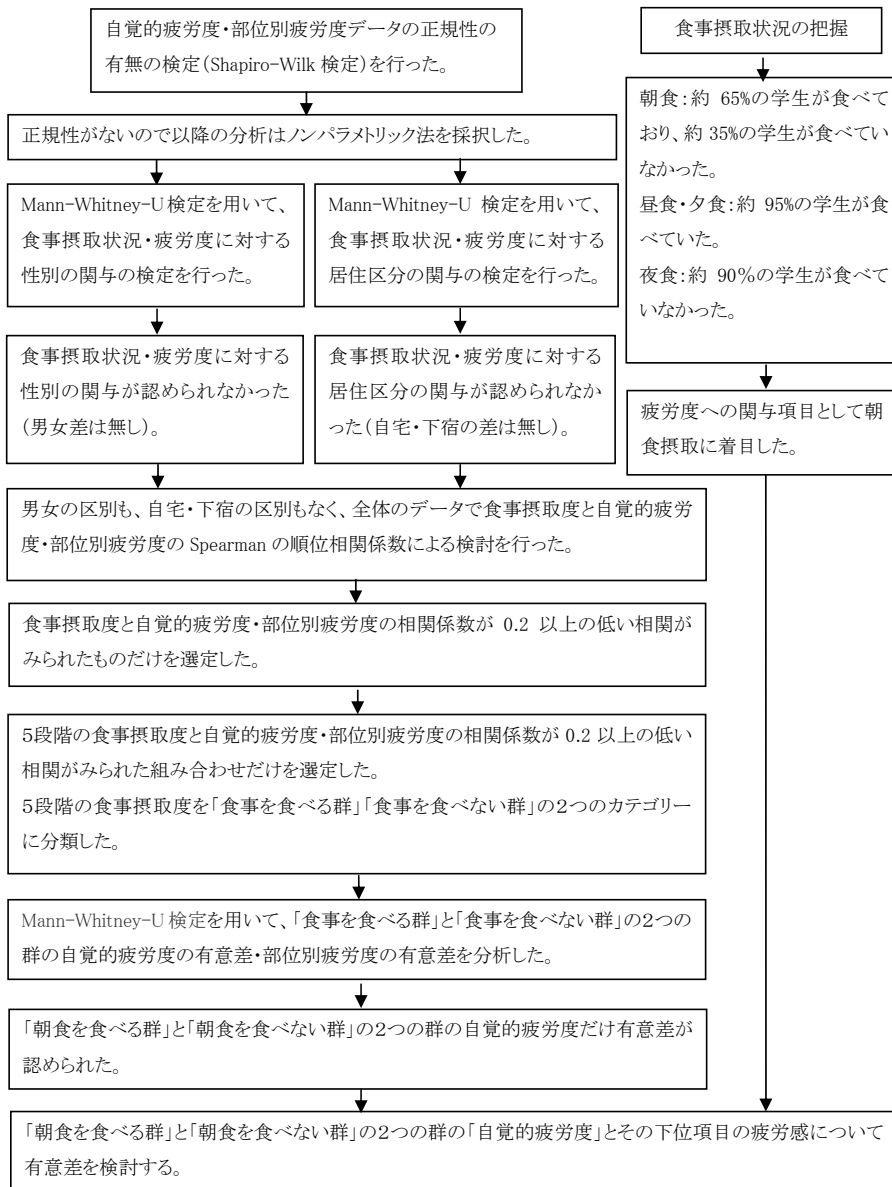 自覚的疲労度・部位別疲労度データの正規性の
有無の検定(Shapiro-Wilk 検定)を行った。
正規性がないので以降の分析はノンパラメトリック法を採択した。
Mann-Whitney-U 検定を用いて、
食事摂取状況・疲労度に対する
性別の関与の検定を行った。
Mann-Whitney-U 検定を用いて、
食事摂取状況・疲労度に対する
居住区分の関与の検定を行った。
食事摂取状況・疲労度に対する
性別の関与が認められなかった
(男女差は無し)。
食事摂取状況・疲労度に対する
居住区分の関与が認められなか
った(自宅・下宿の差は無し)。
男女の区別も、自宅・下宿の区別もなく、全体のデータで食事摂取度と自覚的疲労
度・部位別疲労度の Spearman の順位相関係数による検討を行った。
食事摂取度と自覚的疲労度・部位別疲労度の相関係数が 0.2 以上の低い相関が
みられたものだけを選定した。
5段階の食事摂取度と自覚的疲労度・部位別疲労度の相関係数が 0.2 以上の低い
相関がみられた組み合わせだけを選定した。
5段階の食事摂取度を「食事を食べる群」「食事を食べない群」の2つのカテゴリー
に分類した。
Mann-Whitney-U 検定を用いて、「食事を食べる群」と「食事を食べない群」の2つの
群の自覚的疲労度の有意差・部位別疲労度の有意差を分析した。
「朝食を食べる群」と「朝食を食べない群」の2つの群の自覚的疲労度だけ有意差が
認められた。
食事摂取状況の把握
朝食:約 65%の学生が食べて
おり、約 35%の学生が食べてい
なかった。
昼食・夕食:約 95%の学生が食
べていた。
夜食:約 90%の学生が食べて
いなかった。
疲労度への関与項目として朝
食摂取に着目した。
「朝食を食べる群」と「朝食を食べない群」の2つの群の「自覚的疲労度」とその下位項目の疲労感について
有意差を検討する。